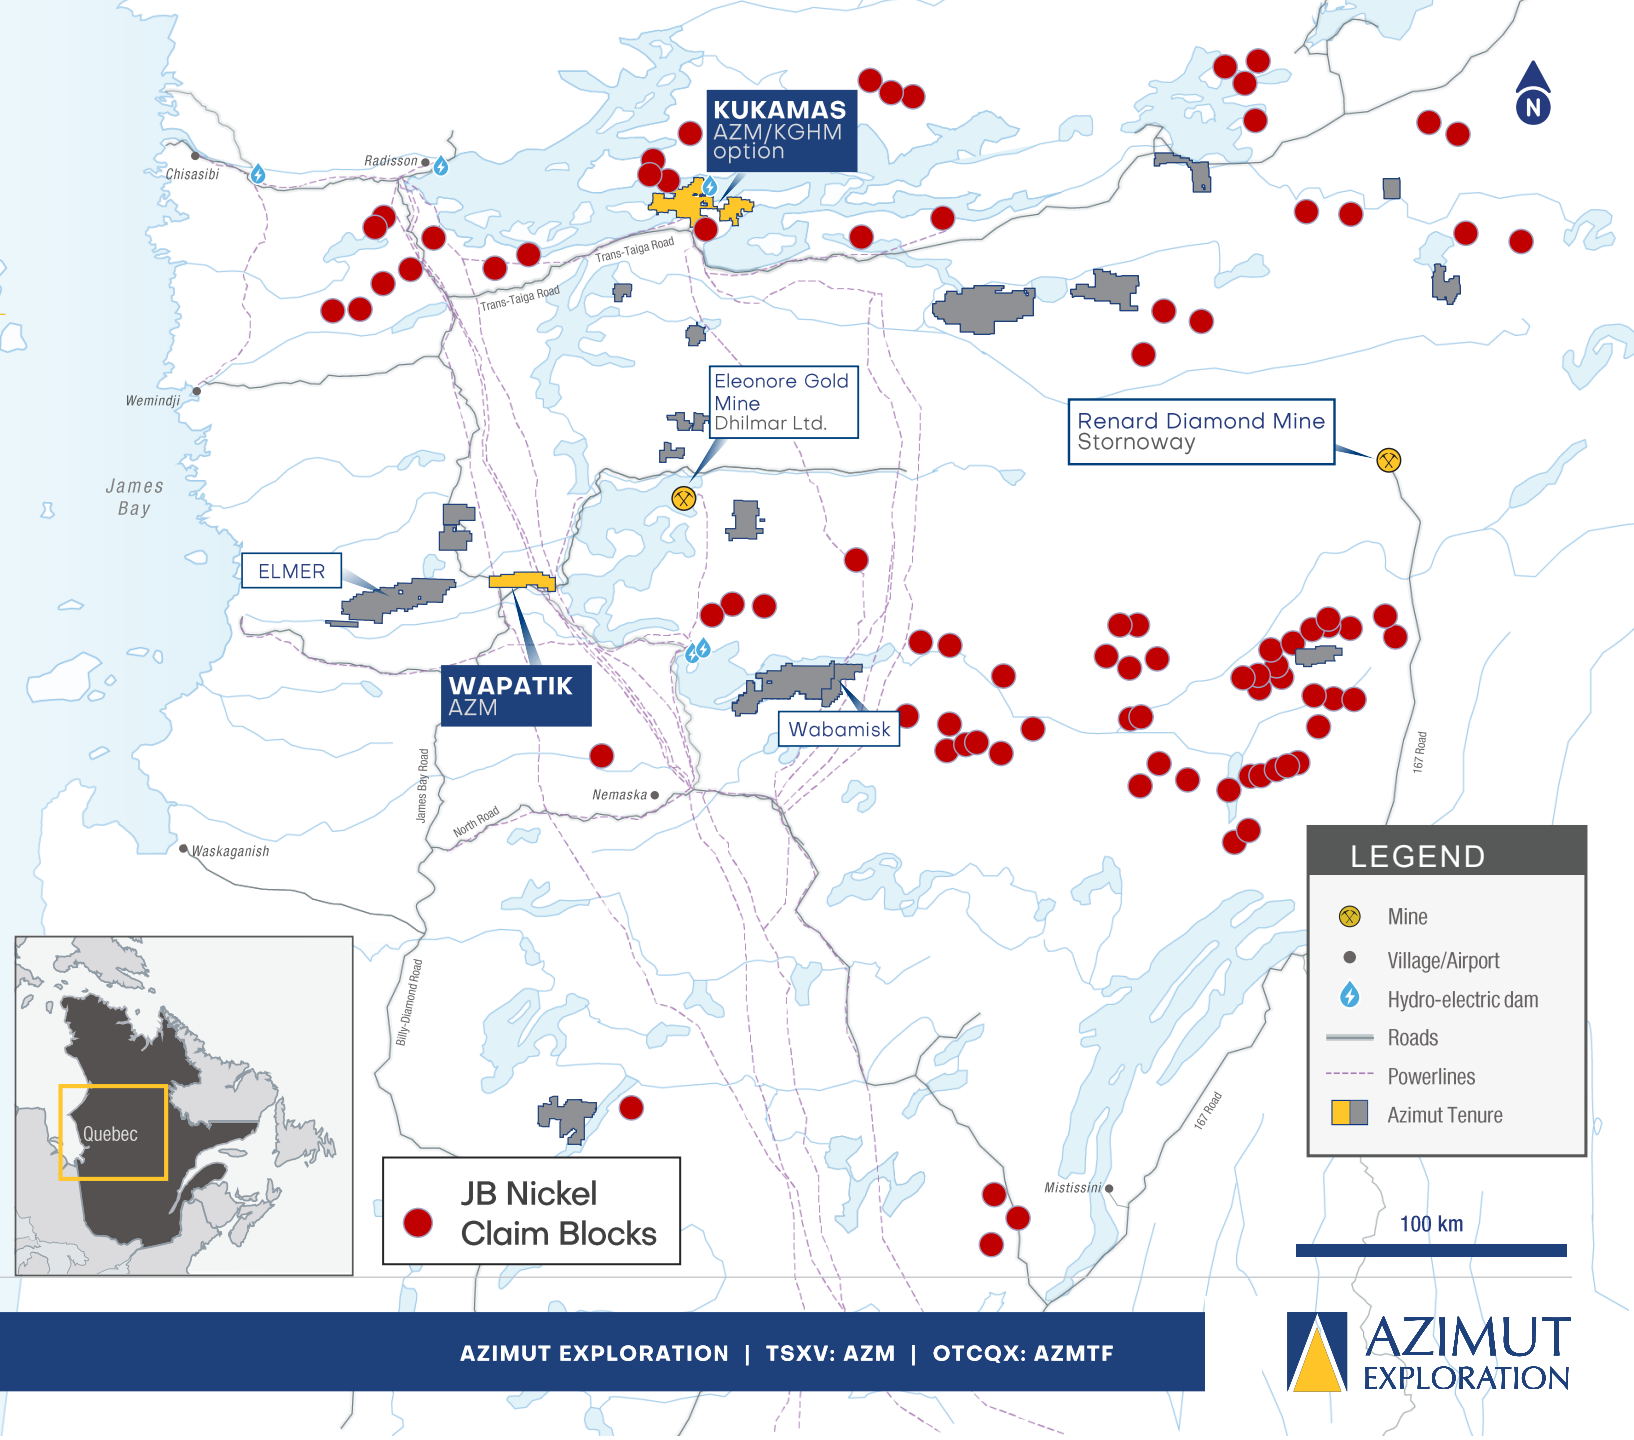 KUKAMAS
AZM/KGHM
option
N
Radisson
Chisasibi
Trans-Taiga Road
Trans-Taiga Road
Wemindji
Eleonore Gold
Mine
Dhilmar Ltd.
Renard Diamond Mine
Stornoway
James
Bay
ELMER
WAPATIK
AZM
Wabamisk
James Bay Road
167 Road
Nemaska
North Road
Waskaganish
LEGEND
Mine
Village/Airport
Hydro-electric dam
Roads
Powerlines
Azimut Tenure
Billy-Diamond Road
Quebec
167 Road
Mistissini
JB Nickel
Claim Blocks
100 km
AZIMUT EXPLORATION | TSXV: AZM | OTCQX: AZMTF
AZIMUT
EXPLORATION